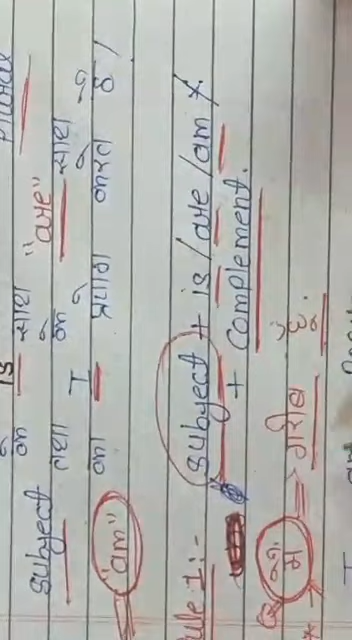 के is साथ plural
subject तथा I के "are" साथ
"am" का प्रयोग करते है।
Rule 1:- subject + is / are / am +
+ Complement.
मैं => गरीब हूँ.